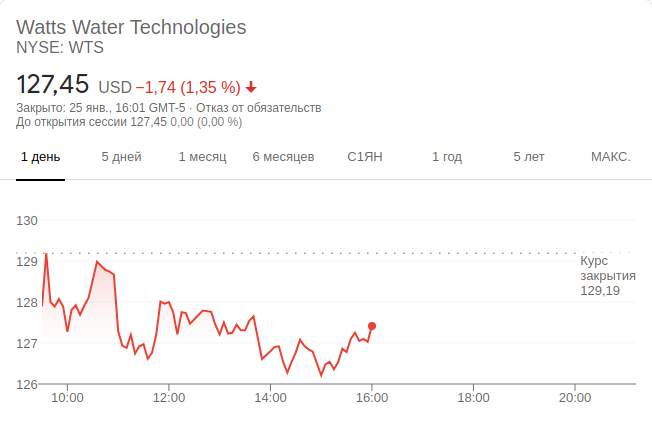 Watts Water Technologies
NYSE: WTS
127,45 USD −1,74 (1,35 %)
Закрыто: 25 янв., 16:01 GMT-5 · Отказ от обязательств
До открытия сессии 127,45 0,00 (0,00 %)
1 день 5 дней 1 месяц 6 месяцев С1ЯН 1 год 5 лет МАКС.
130
129
128
127
126
Курс
закрытия
129,19
10:00 12:00 14:00 16:00 18:00 20:00